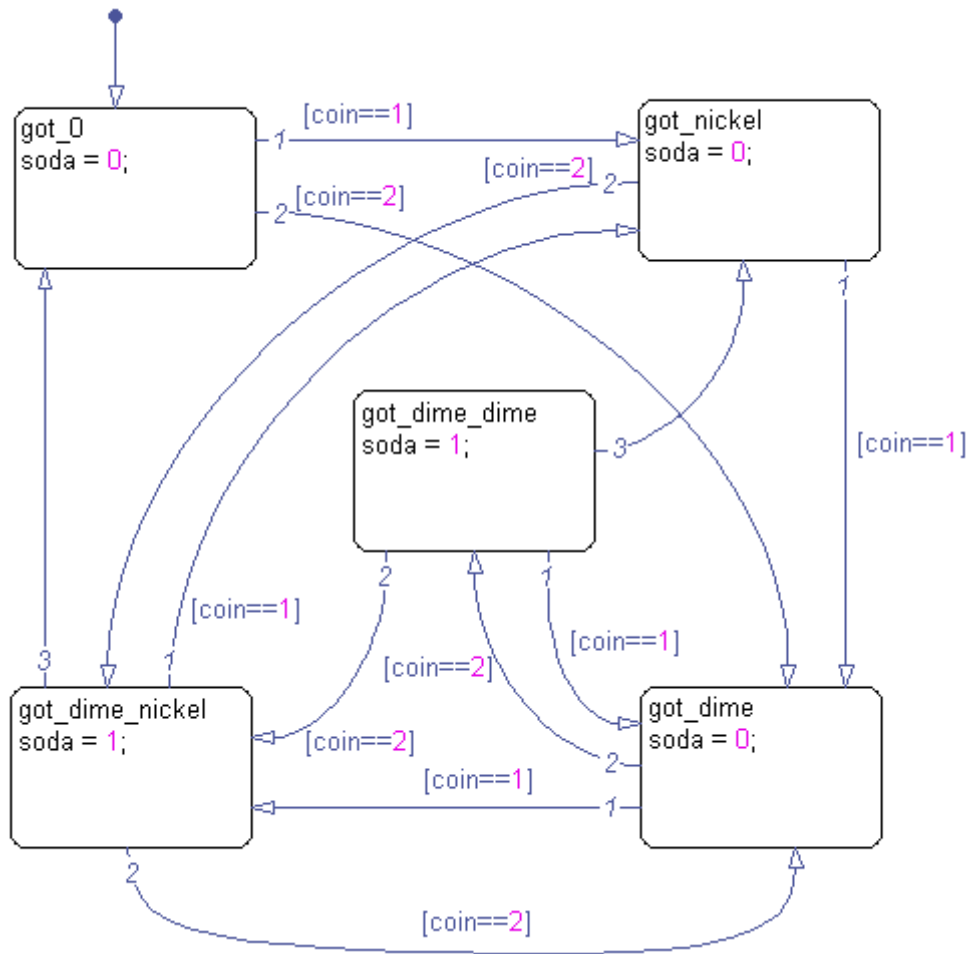 got_0
soda = 0;
1
[coin==1]
2
[coin==2]
got_nickel
soda = 0;
[coin==2]
2
1
[coin==1]
got_dime_dime
soda = 1;
3
2
[coin==2]
1
[coin==1]
got_dime_nickel
soda = 1;
3
1
[coin==1]
2
[coin==2]
got_dime
soda = 0;
2
[coin==2]
1
[coin==1]